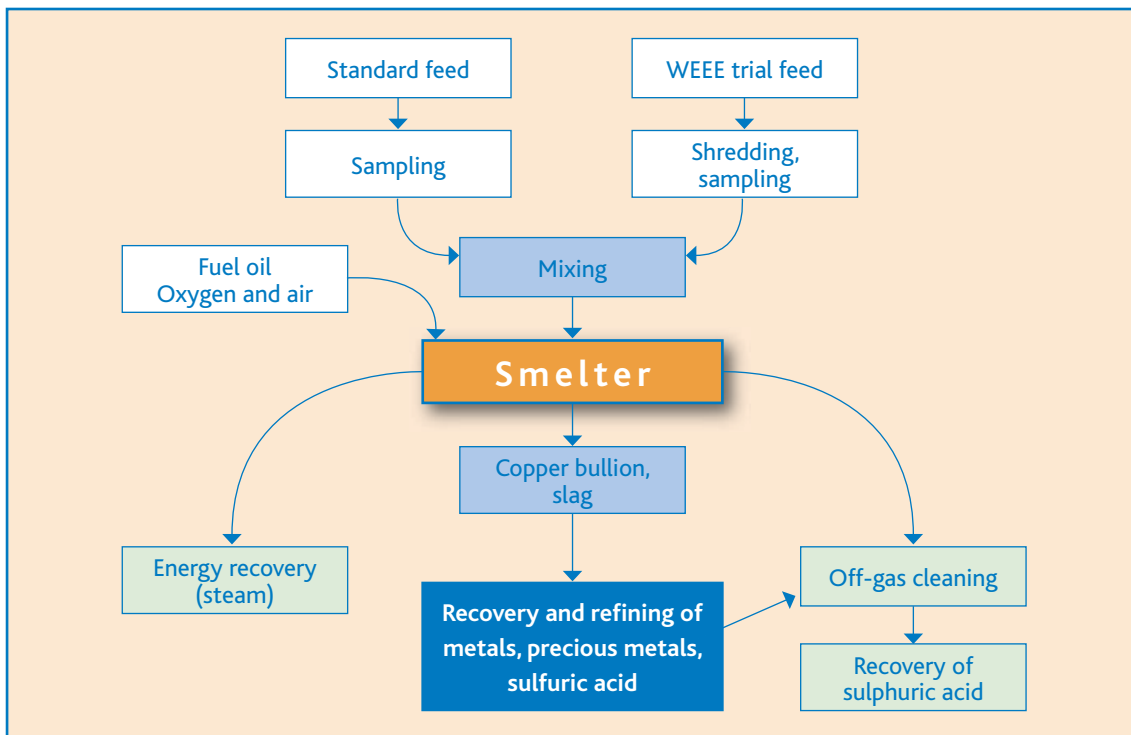 Standard feed
WEEE trial feed
Sampling
Shredding,
sampling
Fuel oil
Oxygen and air
Mixing
Smelter
Copper bullion,
slag
Energy recovery
(steam)
Recovery and refining of
metals, precious metals,
sulfuric acid
Off-gas cleaning
Recovery of
sulphuric acid